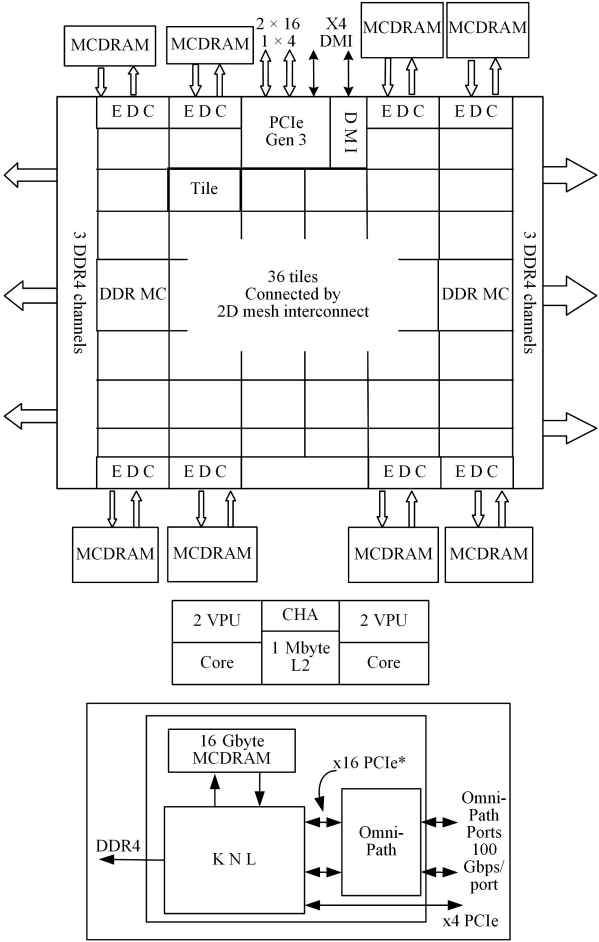 MCDRAM
MCDRAM
2 × 16
1 × 4
X4
DMI
MCDRAM
MCDRAM
E D C
E D C
PCIe
Gen 3
D M I
E D C
E D C
Tile
3 DDR4 channels
DDR MC
36 tiles
Connected by
2D mesh interconnect
DDR MC
3 DDR4 channels
E D C
E D C
E D C
E D C
MCDRAM
MCDRAM
MCDRAM
MCDRAM
2 VPU
CHA
2 VPU
Core
1 Mbyte
L2
Core
16 Gbyte
MCDRAM
x16 PCIe*
DDR4
K N L
Omni-
Path
Omni-
Path
Ports
100
Gbps/
port
x4 PCIe